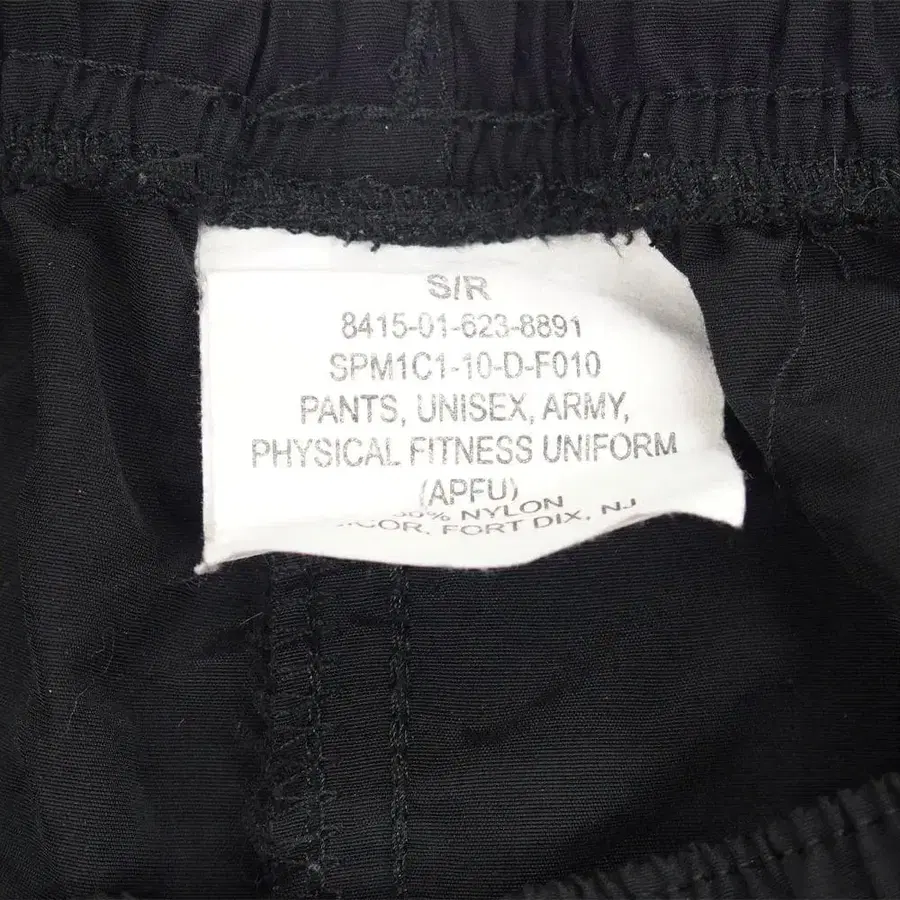 S/R
8415-01-623-8891
SPM1C1-10-D-F010
PANTS, UNISEX, ARMY,
PHYSICAL FITNESS UNIFORM
(APFU)
NYLON
FORT DIX, NJ